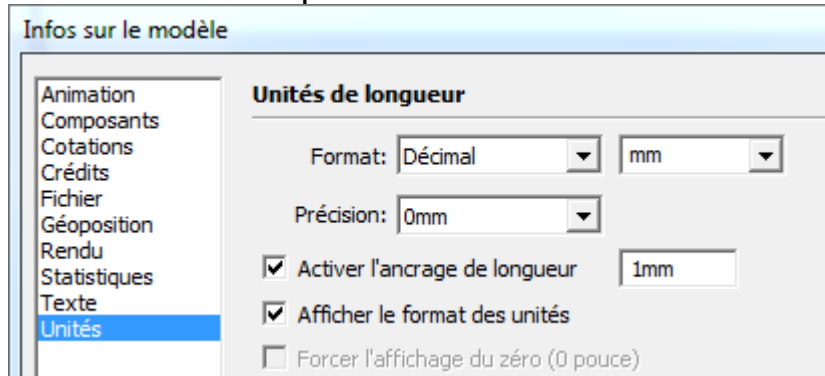 Infos sur le modèle
Animation
Composants
Cotations
Crédits
Fichier
Géoposition
Rendu
Statistiques
Texte
Unités
Unités de longueur
Format: Décimal mm
Précision: 0mm
Activer l'ancrage de longueur 1mm
Afficher le format des unités
Forcer l'affichage du zéro (0 pouce)